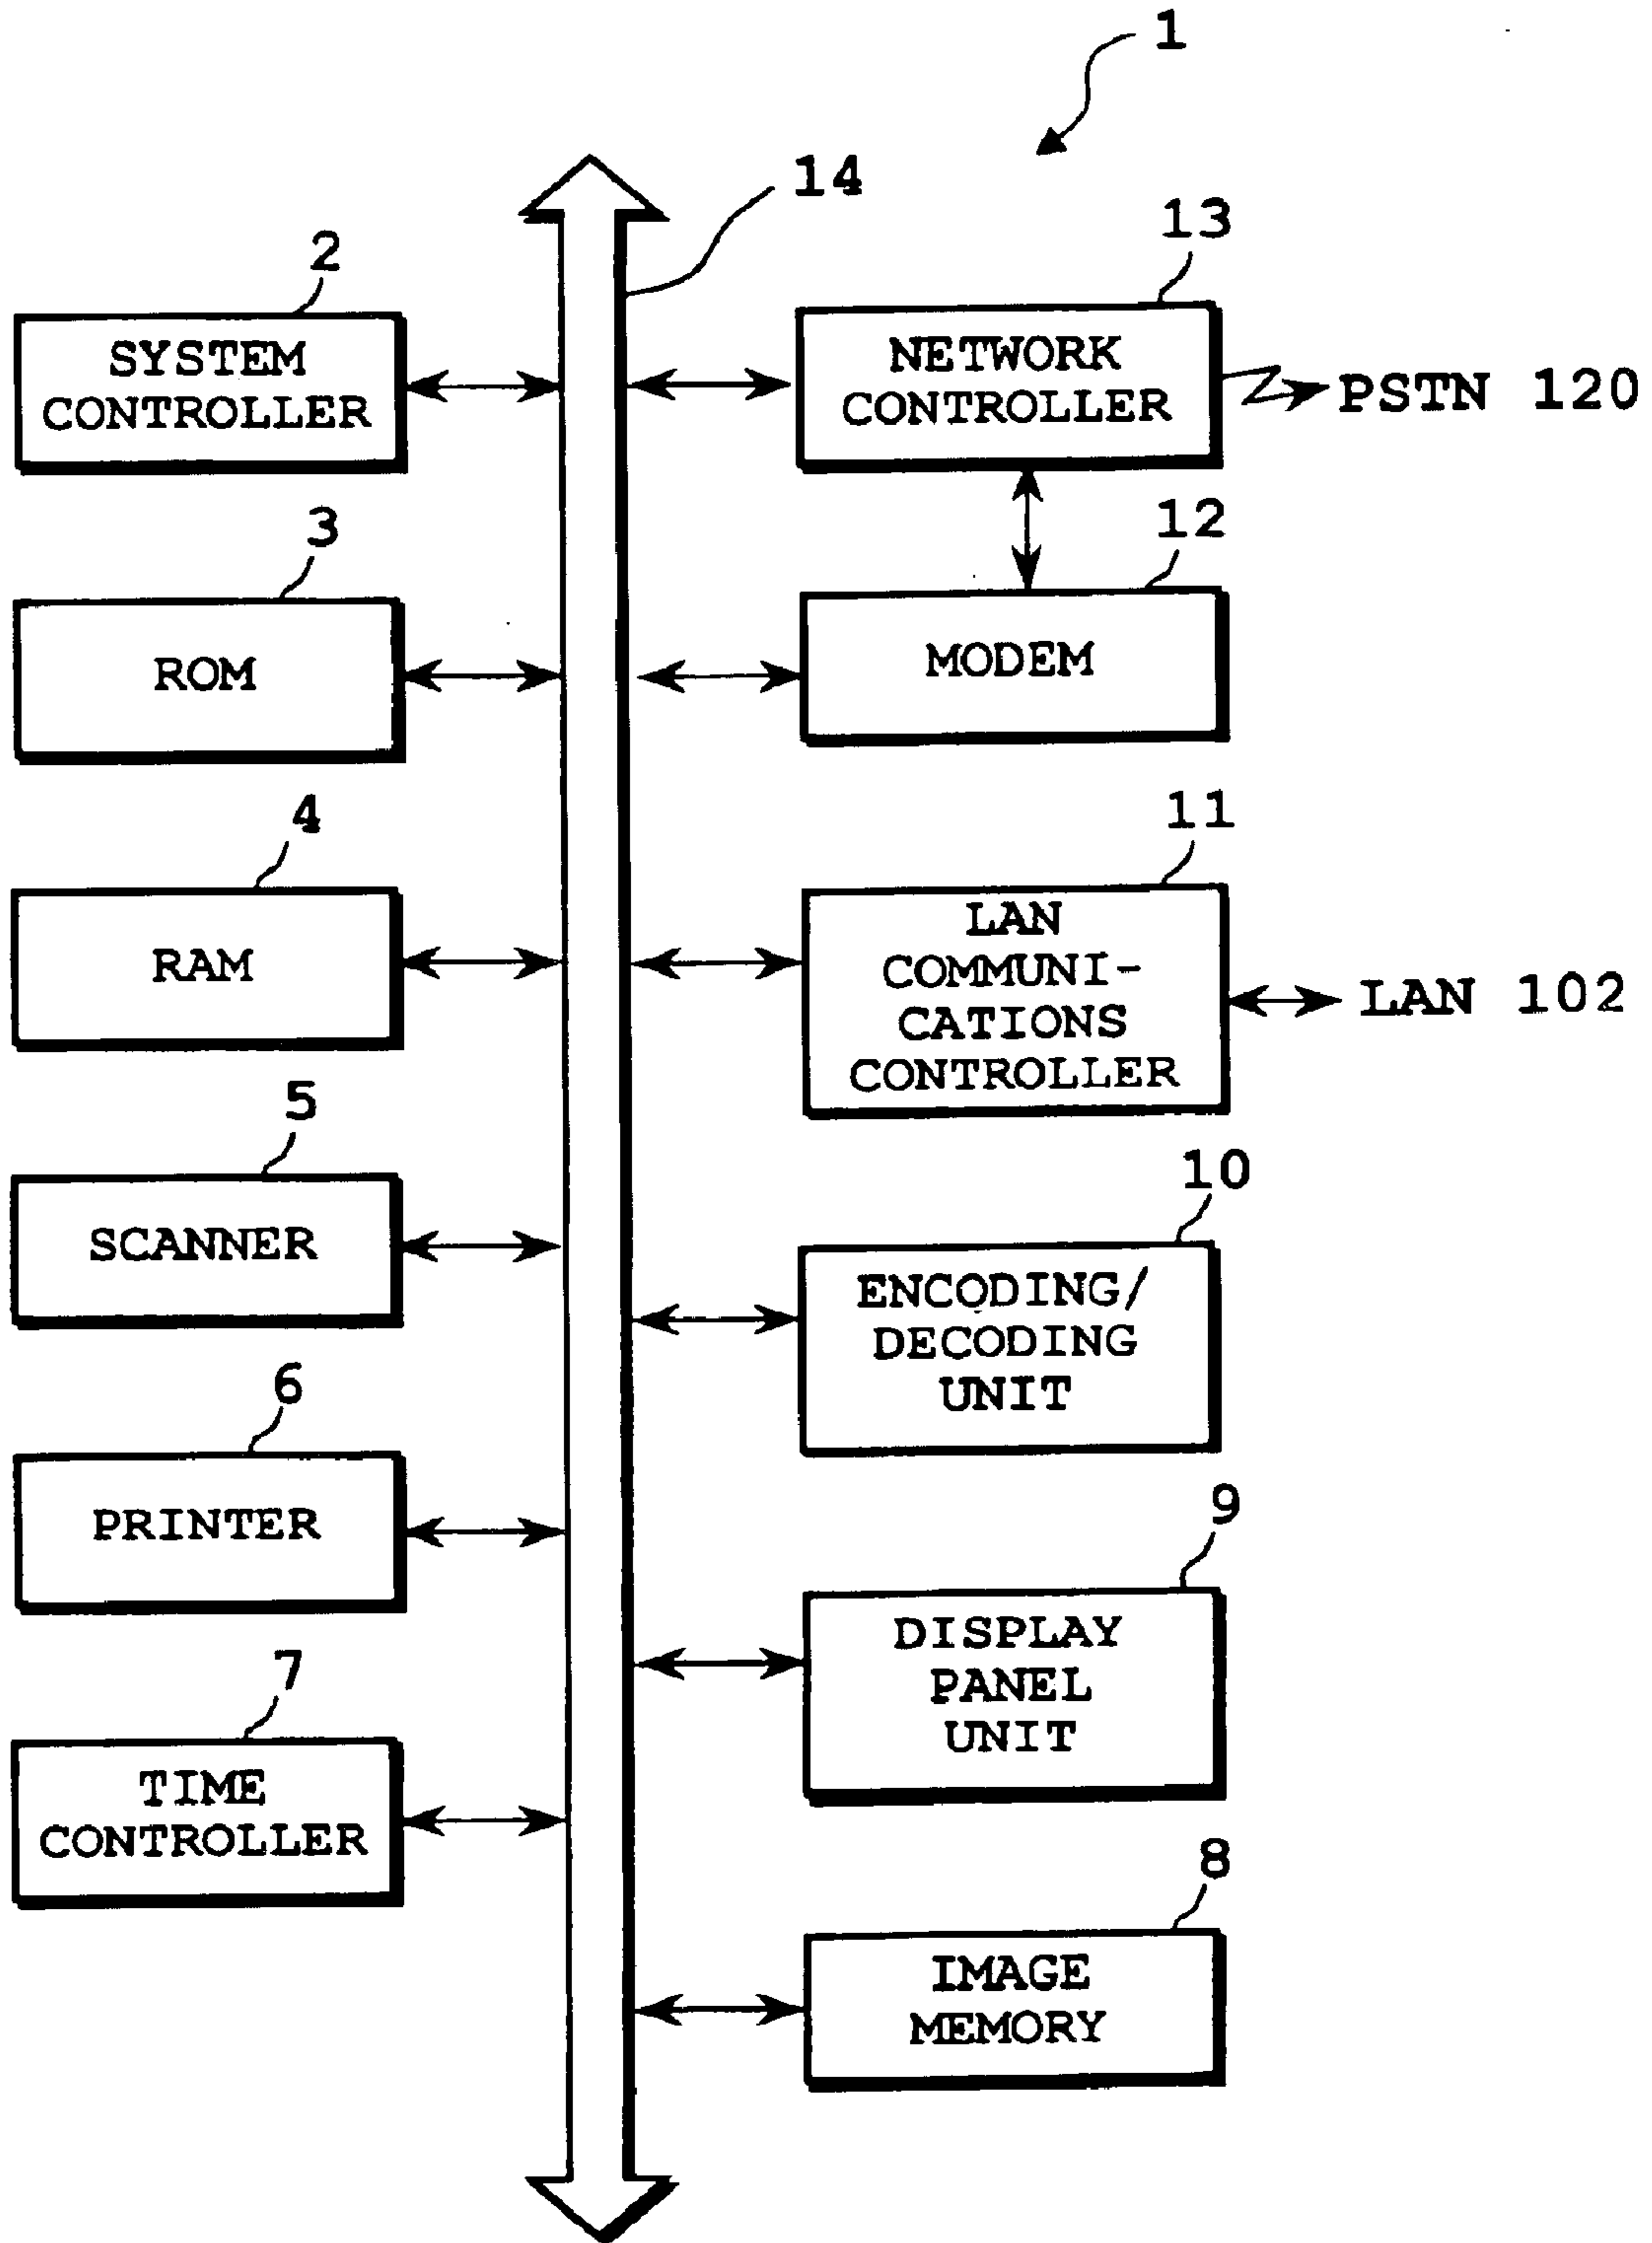 1
14
2
SYSTEM
CONTROLLER
3
ROM
4
RAM
5
SCANNER
6
PRINTER
7
TIME
CONTROLLER
13
NETWORK
CONTROLLER
PSTN 120
12
MODEM
11
LAN
COMMUNI-
CATIONS
CONTROLLER
LAN 102
10
ENCODING/
DECODING
UNIT
9
DISPLAY
PANEL
UNIT
8
IMAGE
MEMORY